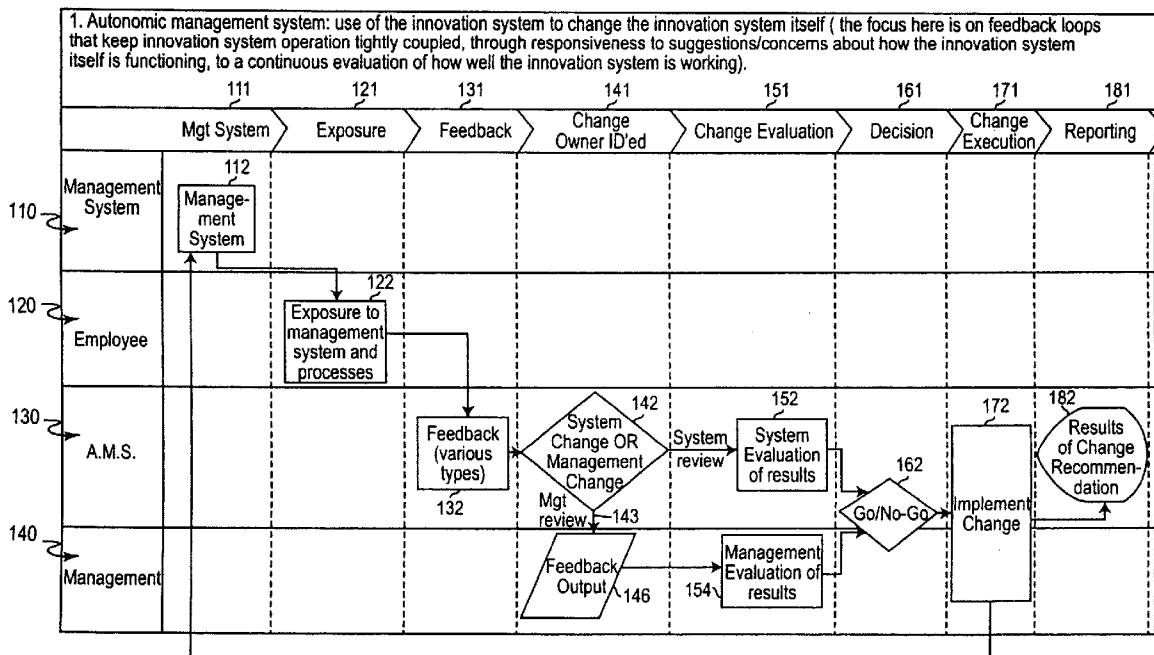 1. Autonomic management system: use of the innovation system to change the innovation system itself ( the focus here is on feedback loops
that keep innovation system operation tightly coupled, through responsiveness to suggestions/concerns about how the innovation system
itself is functioning, to a continuous evaluation of how well the innovation system is working).
111 121 131 141 151 161 171 181
Mgt System Exposure Feedback Change Owner ID'ed Change Evaluation Decision Change Execution Reporting
110
Management
System
112
Manage-
ment
System
120
Employee
122
Exposure to
management
system and
processes
130
A.M.S.
Feedback
(various
types)
132
142
System
Change OR
Management
Change
System
review
Mgt
review
143
152
System
Evaluation
of results
162
Go/No-Go
172
Implement
Change
182
Results
of Change
Recommen-
dation
140
Management
Feedback
Output
146
Management
Evaluation of
results
154